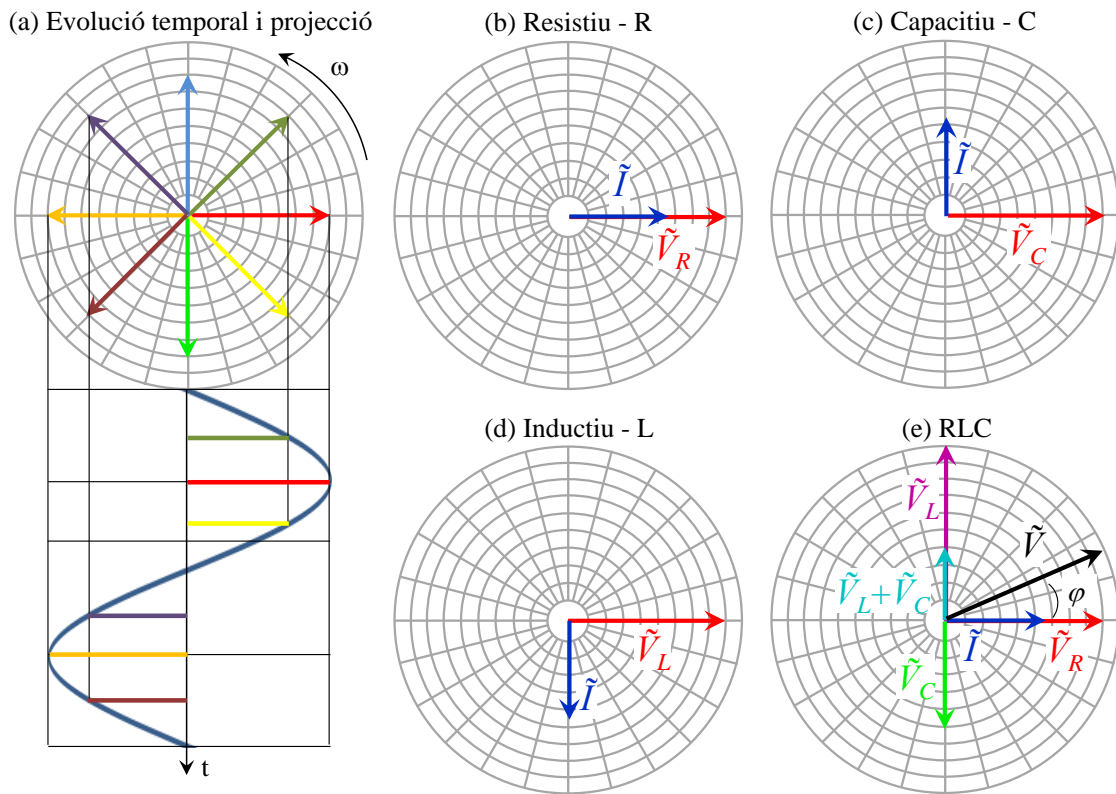 (a) Evolució temporal i projecció
ω
t
(b) Resistiu - R
Ĩ
Ṽ_R
(c) Capacitiu - C
Ĩ
Ṽ_C
(d) Inductiu - L
Ṽ_L
Ĩ
(e) RLC
Ṽ_L
Ṽ
Ṽ_L+Ṽ_C
φ
Ĩ
Ṽ_R
Ṽ_C